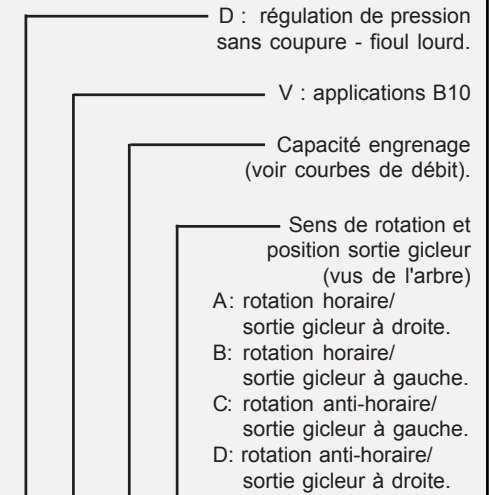 D : régulation de pression
sans coupure - fioul lourd.
V : applications B10
Capacité engrenage
(voir courbes de débit).
Sens de rotation et
position sortie gicleur
(vus de l'arbre)
A: rotation horaire/
sortie gicleur à droite.
B: rotation horaire/
sortie gicleur à gauche.
C: rotation anti-horaire/
sortie gicleur à gauche.
D: rotation anti-horaire/
sortie gicleur à droite.